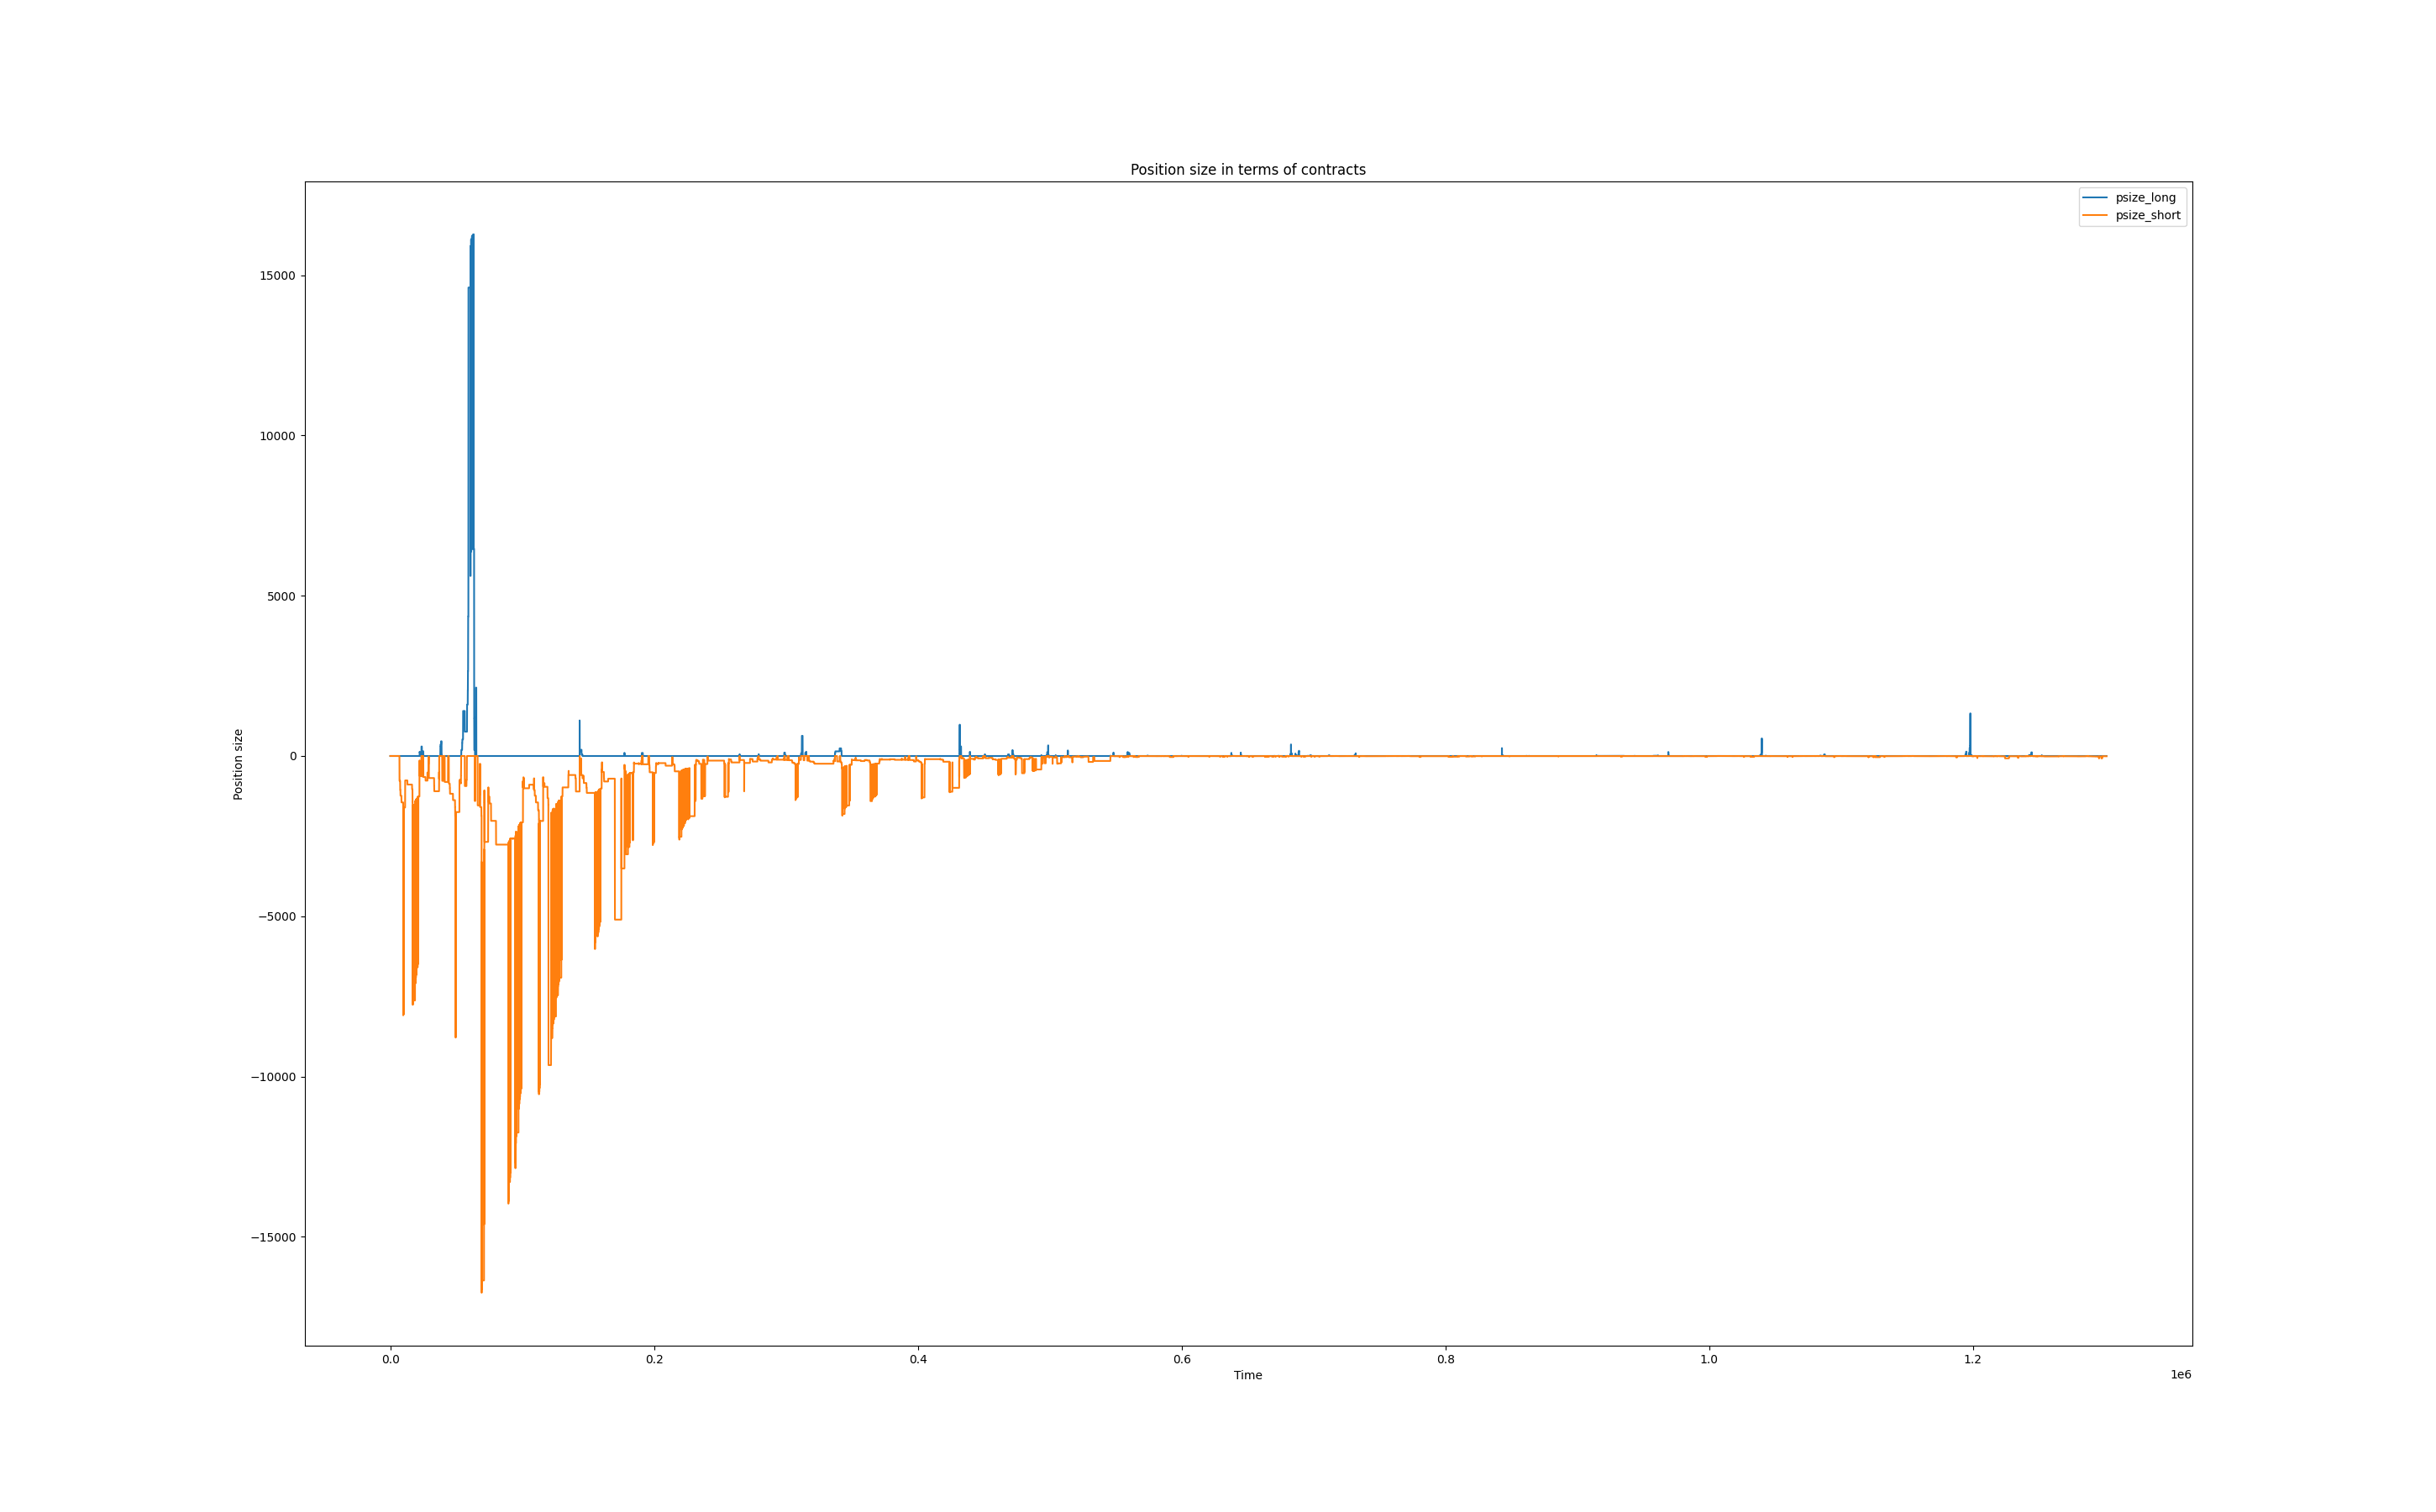 Position size in terms of contracts
psize_long
psize_short
15000
10000
5000
0
−5000
−10000
−15000
Position size
0.0
0.2
0.4
0.6
0.8
1.0
1.2
1e6
Time